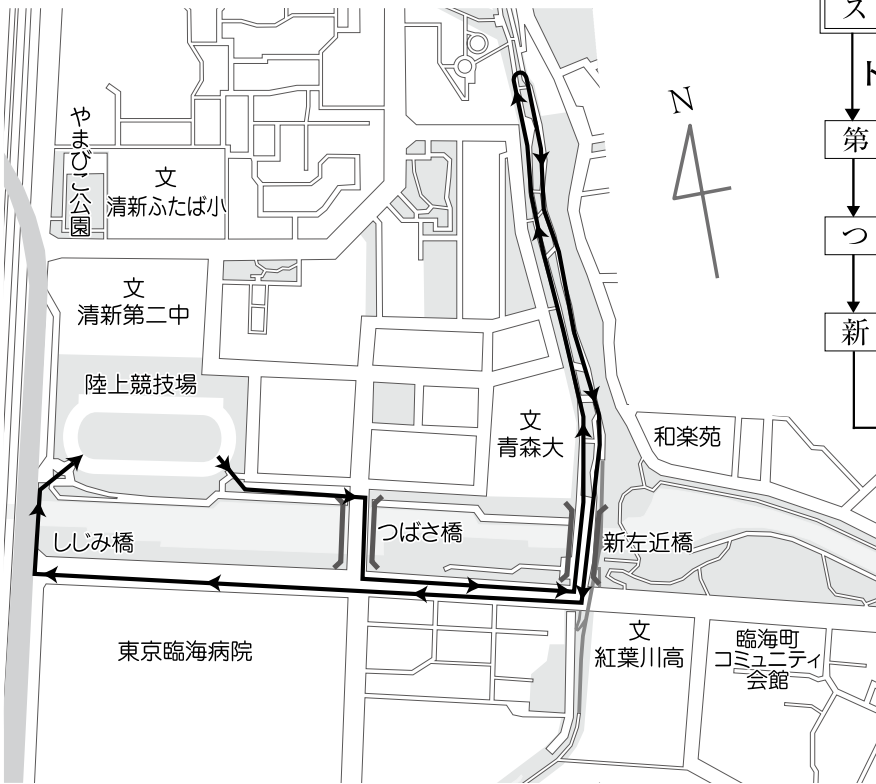 やまびこ公園
文
清新ふたば小
N
文
清新第二中
陸上競技場
文
青森大
和楽苑
しじみ橋
つばさ橋
新左近橋
東京臨海病院
文
紅葉川高
臨海町
コミュニティ
会館
ス
ト
第
つ
新